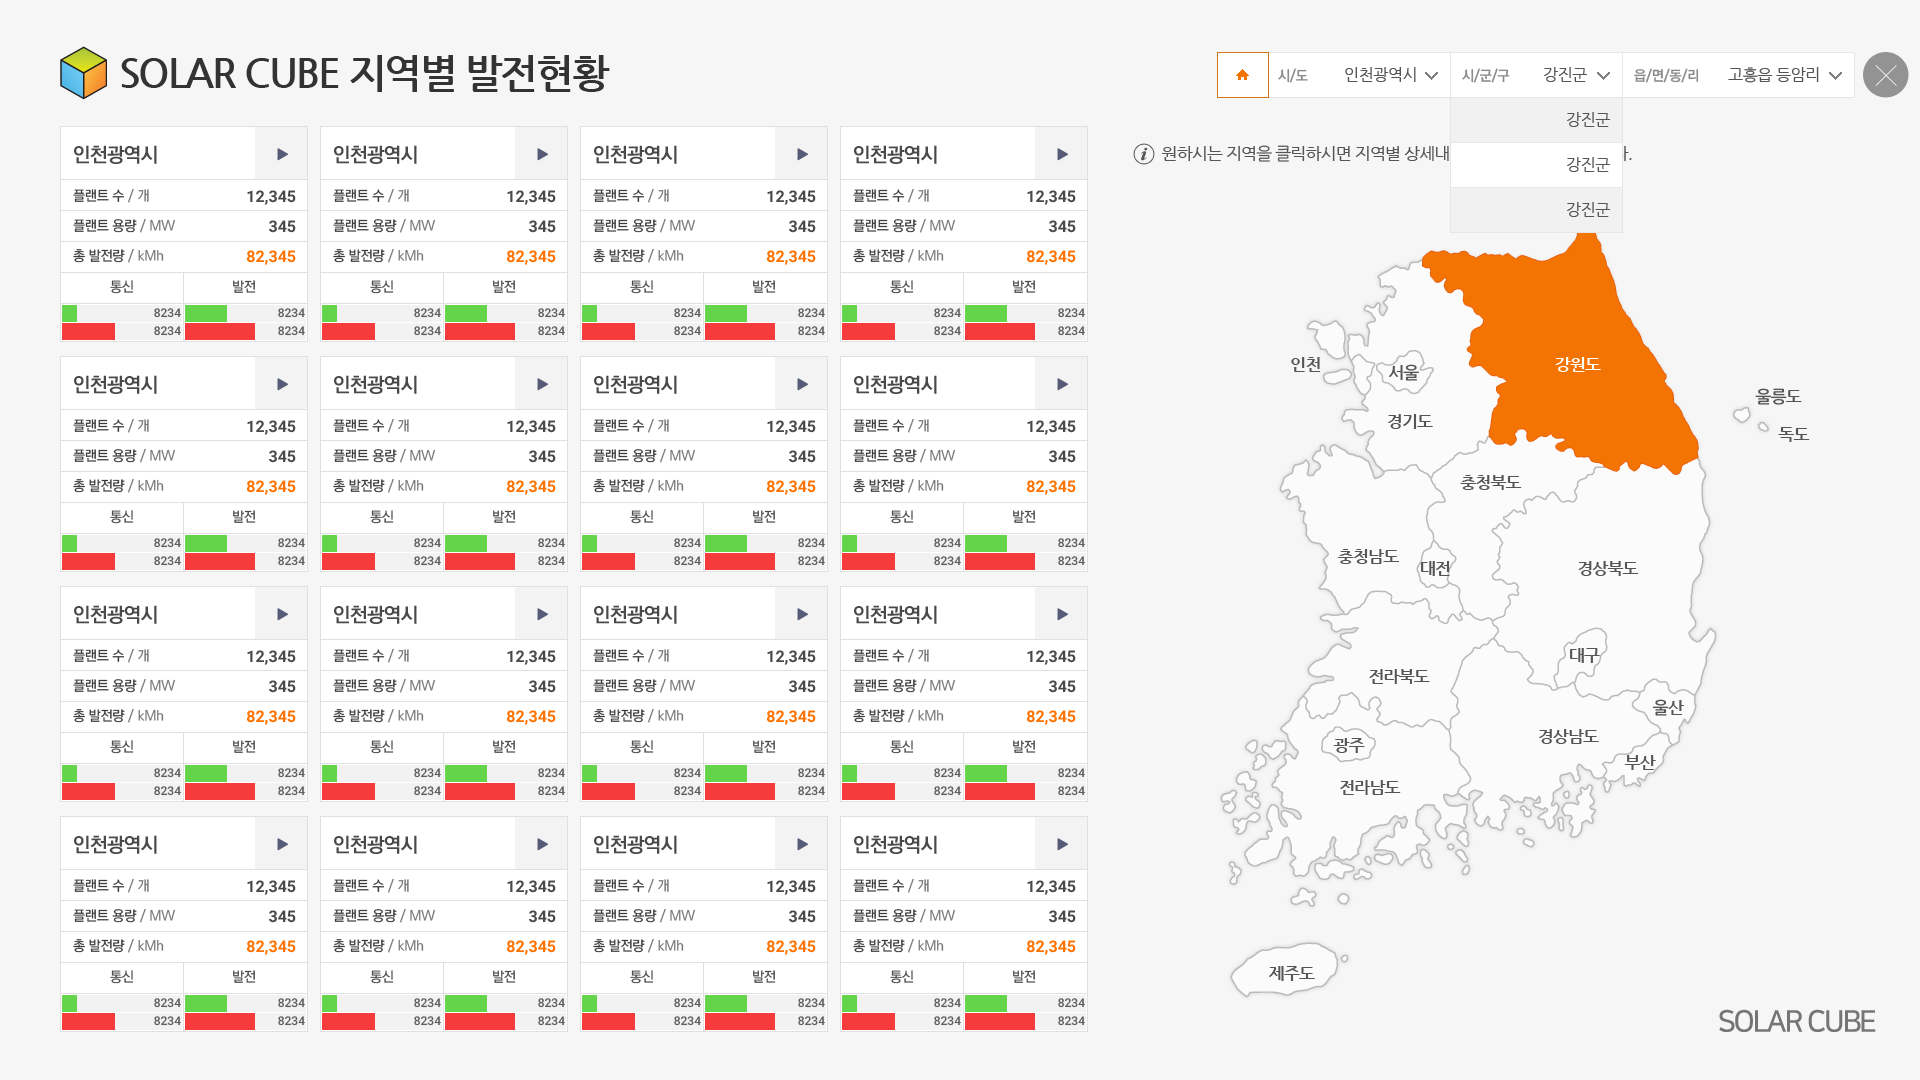 SOLAR CUBE 지역별 발전현황
시/도 인천광역시 시/군/구 강진군 읍/면/동/리 고흥읍 등암리
강진군
강진군
강진군
원하시는 지역을 클릭하시면 지역별 상세내 다.
인천광역시 인천광역시 인천광역시 인천광역시
플랜트 수 / 개 12,345 플랜트 수 / 개 12,345 플랜트 수 / 개 12,345 플랜트 수 / 개 12,345
플랜트 용량 / MW 345 플랜트 용량 / MW 345 플랜트 용량 / MW 345 플랜트 용량 / MW 345
총 발전량 / kMh 82,345 총 발전량 / kMh 82,345 총 발전량 / kMh 82,345 총 발전량 / kMh 82,345
통신 발전 통신 발전 통신 발전 통신 발전
8234 8234 8234 8234 8234 8234 8234 8234
8234 8234 8234 8234 8234 8234 8234 8234
인천광역시 인천광역시 인천광역시 인천광역시
플랜트 수 / 개 12,345 플랜트 수 / 개 12,345 플랜트 수 / 개 12,345 플랜트 수 / 개 12,345
플랜트 용량 / MW 345 플랜트 용량 / MW 345 플랜트 용량 / MW 345 플랜트 용량 / MW 345
총 발전량 / kMh 82,345 총 발전량 / kMh 82,345 총 발전량 / kMh 82,345 총 발전량 / kMh 82,345
통신 발전 통신 발전 통신 발전 통신 발전
8234 8234 8234 8234 8234 8234 8234 8234
8234 8234 8234 8234 8234 8234 8234 8234
인천광역시 인천광역시 인천광역시 인천광역시
플랜트 수 / 개 12,345 플랜트 수 / 개 12,345 플랜트 수 / 개 12,345 플랜트 수 / 개 12,345
플랜트 용량 / MW 345 플랜트 용량 / MW 345 플랜트 용량 / MW 345 플랜트 용량 / MW 345
총 발전량 / kMh 82,345 총 발전량 / kMh 82,345 총 발전량 / kMh 82,345 총 발전량 / kMh 82,345
통신 발전 통신 발전 통신 발전 통신 발전
8234 8234 8234 8234 8234 8234 8234 8234
8234 8234 8234 8234 8234 8234 8234 8234
인천광역시 인천광역시 인천광역시 인천광역시
플랜트 수 / 개 12,345 플랜트 수 / 개 12,345 플랜트 수 / 개 12,345 플랜트 수 / 개 12,345
플랜트 용량 / MW 345 플랜트 용량 / MW 345 플랜트 용량 / MW 345 플랜트 용량 / MW 345
총 발전량 / kMh 82,345 총 발전량 / kMh 82,345 총 발전량 / kMh 82,345 총 발전량 / kMh 82,345
통신 발전 통신 발전 통신 발전 통신 발전
8234 8234 8234 8234 8234 8234 8234 8234
8234 8234 8234 8234 8234 8234 8234 8234
인천
서울
강원도
울릉도
경기도
독도
충청북도
충청남도
대전
경상북도
대구
전라북도
울산
경상남도
광주
부산
전라남도
제주도
SOLAR CUBE